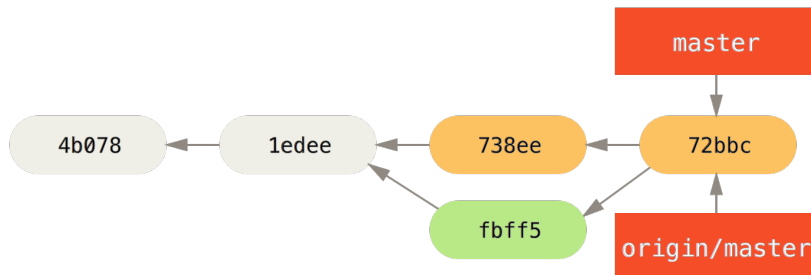 master
4b078
1edee
738ee
72bbc
fbff5
origin/master